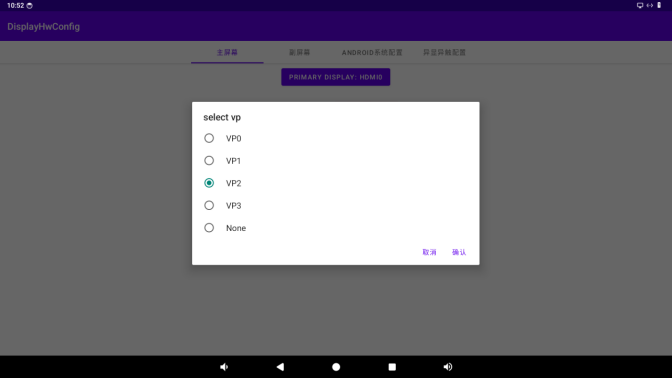 10:52
DisplayHwConfig
主屏幕 副屏幕 ANDROID系统配置 异显异触配置
PRIMARY DISPLAY: HDMI0
select vp
VP0
VP1
VP2
VP3
None
取消 确认